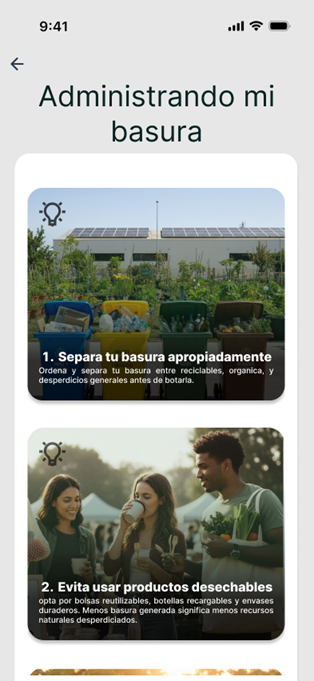 9:41
Administrando mi
basura
1. Separa tu basura apropiadamente
Ordena y separa tu basura entre reciclables, organica, y
desperdicios generales antes de botarla.
2. Evita usar productos desechables
opta por bolsas reutilizables, botellas recargables y envases
duraderos. Menos basura generada significa menos recursos
naturales desperdiciados.